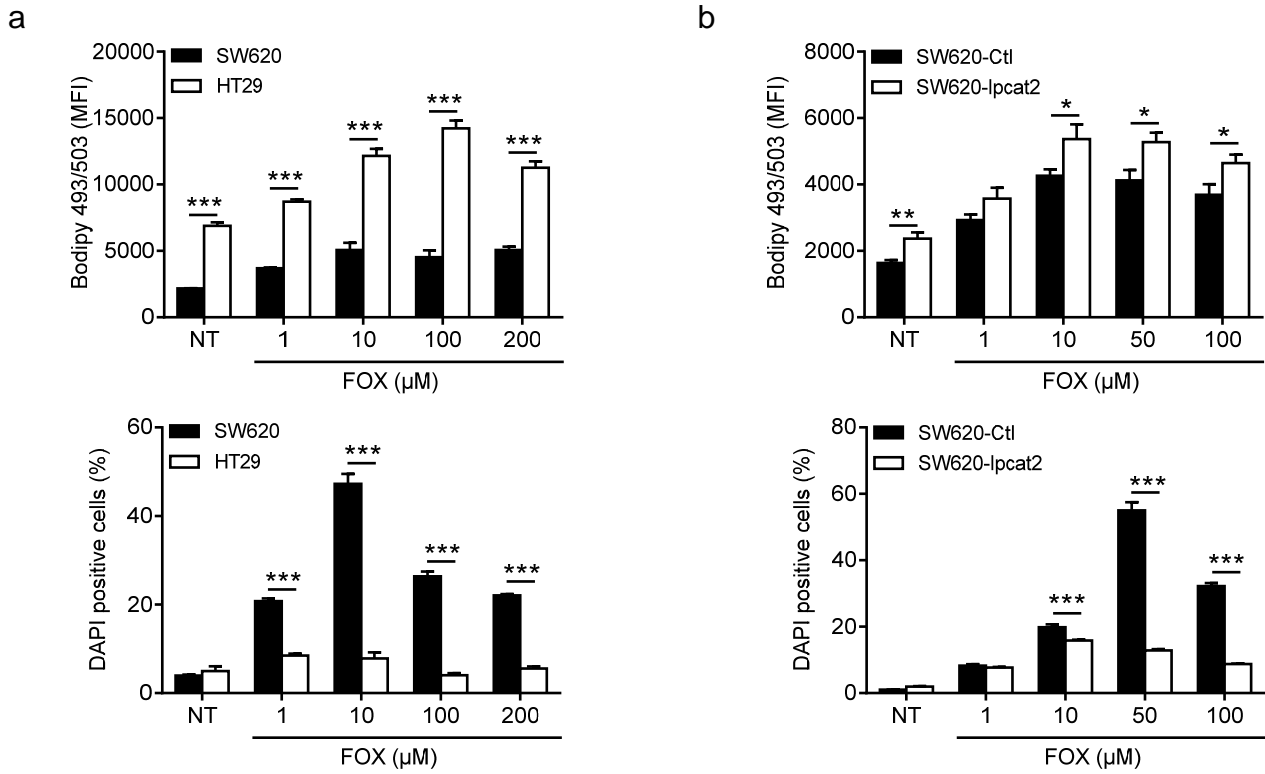 a
20000
15000
10000
5000
0
Bodipy 493/503 (MFI)
SW620
HT29
***
***
***
***
***
NT 1 10 100 200
FOX (µM)
60
40
20
0
DAPI positive cells (%)
SW620
HT29
***
***
***
***
NT 1 10 100 200
FOX (µM)
b
8000
6000
4000
2000
0
Bodipy 493/503 (MFI)
SW620-Ctl
SW620-lpcat2
**
*
*
*
NT 1 10 50 100
FOX (µM)
80
60
40
20
0
DAPI positive cells (%)
SW620-Ctl
SW620-lpcat2
***
***
***
NT 1 10 50 100
FOX (µM)